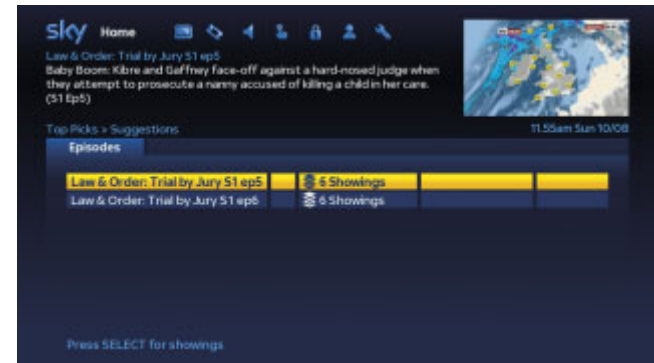 sky Home
Law & Order: Trial by Jury S1 ep5
Baby Boom: Kibre and Gaffney face-off against a hard-nosed judge when
they attempt to prosecute a nanny accused of killing a child in her care.
(S1 Ep5)
Top Picks > Suggestions 11.55am Sun 10/08
Episodes
Law & Order: Trial by Jury S1 ep5 6 Showings
Law & Order: Trial by Jury S1 ep6 6 Showings
Press SELECT for showings